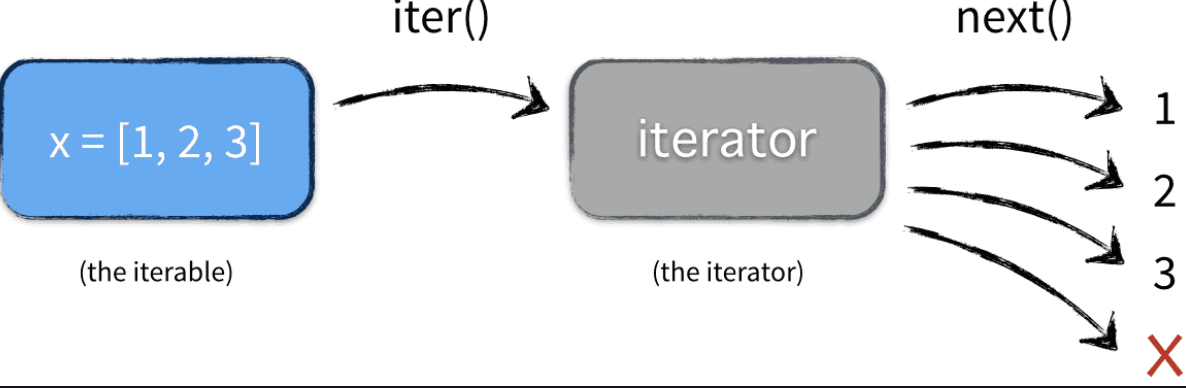 iter()
next()
x = [1, 2, 3]
iterator
1
2
3
X
(the iterable)
(the iterator)